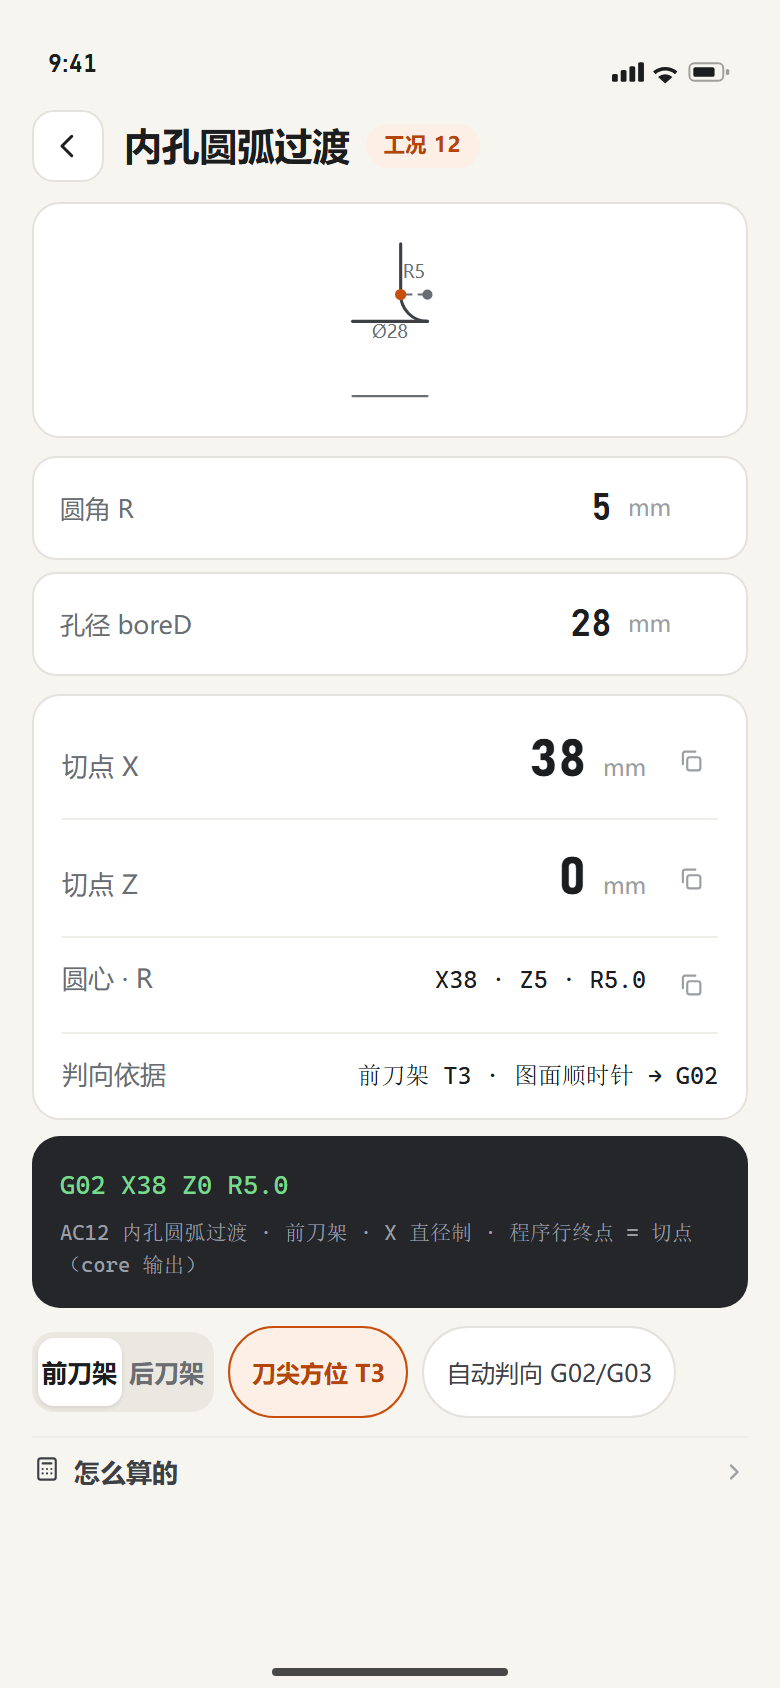 9:41
内孔圆弧过渡 工况 12
R5
Ø28
圆角 R 5 mm
孔径 boreD 28 mm
切点 X 38 mm
切点 Z 0 mm
圆心 · R X38 · Z5 · R5.0
判向依据 前刀架 T3 · 图面顺时针 → G02
G02 X38 Z0 R5.0
AC12 内孔圆弧过渡 · 前刀架 · X 直径制 · 程序行终点 = 切点
（core 输出）
前刀架 后刀架 刀尖方位 T3 自动判向 G02/G03
怎么算的